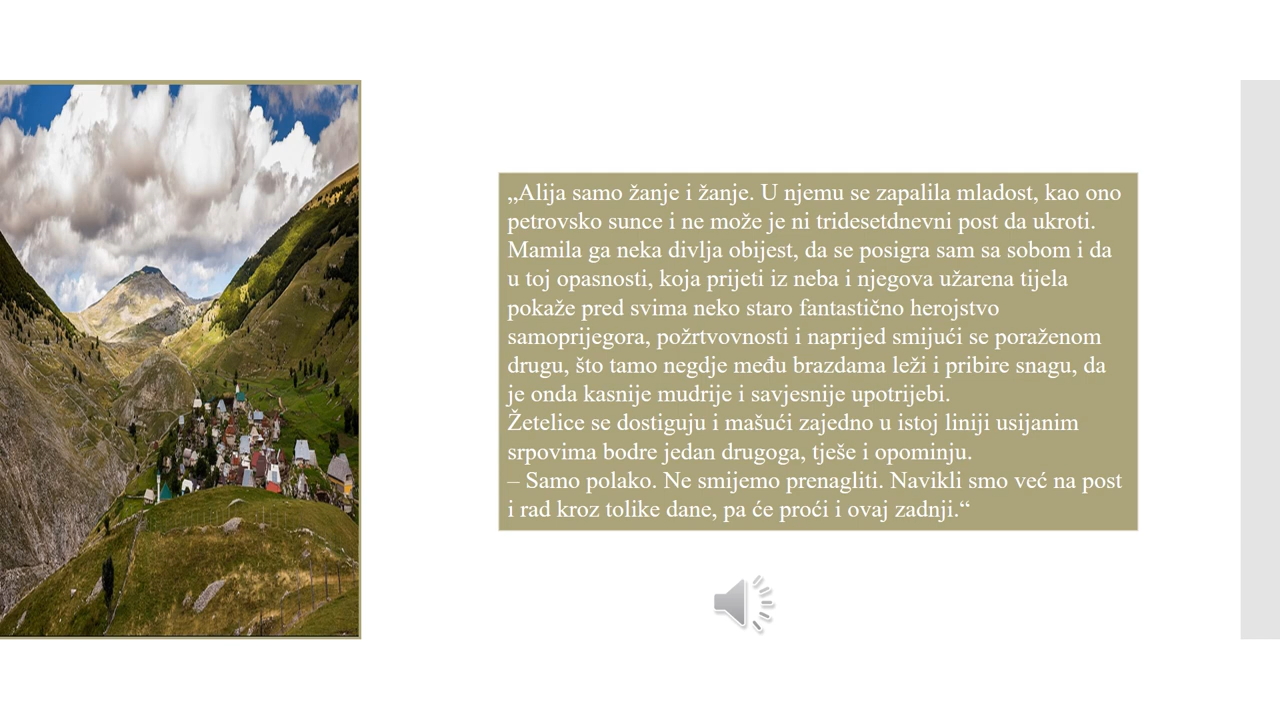 „Alija samo žanje i žanje. U njemu se zapalila mladost, kao ono
petrovsko sunce i ne može je ni tridesetdnevni post da ukroti.
Mamila ga neka divlja obijest, da se posigra sam sa sobom i da
u toj opasnosti, koja prijeti iz neba i njegova užarena tijela
pokaže pred svima neko staro fantastično herojstvo
samoprijegora, požrtvovnosti i naprijed smijući se poraženom
drugu, što tamo negdje među brazdama leži i pribire snagu, da
je onda kasnije mudrije i savjesnije upotrijebi.
Žetelice se dostiguju i mašući zajedno u istoj liniji usijanim
srpovima bodre jedan drugoga, tješe i opominju.
– Samo polako. Ne smijemo prenagliti. Navikli smo već na post
i rad kroz tolike dane, pa će proći i ovaj zadnji.“